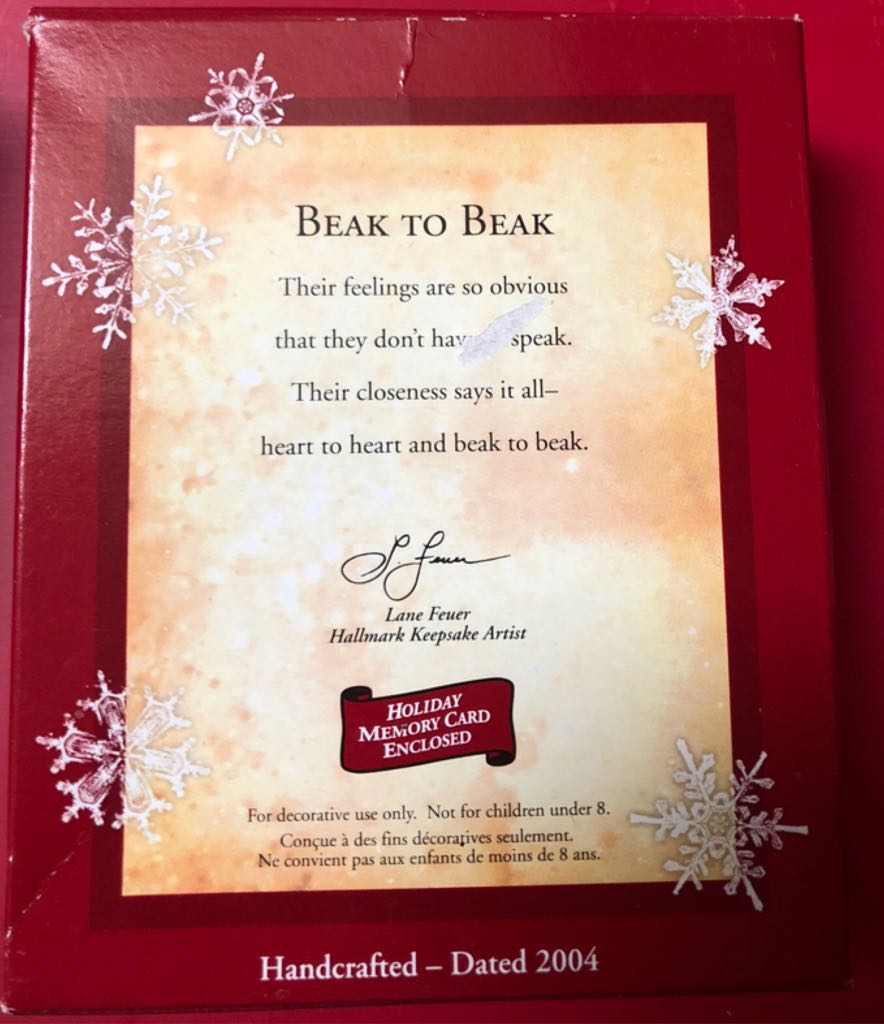 BEAK TO BEAK
Their feelings are so obvious
that they don't speak.
Their closeness says it all–
heart to heart and beak to beak.
L. Feuer
Lane Feuer
Hallmark Keepsake Artist
HOLIDAY
MEMORY CARD
ENCLOSED
For decorative use only. Not for children under 8.
Conçue à des fins décoratives seulement.
Ne convient pas aux enfants de moins de 8 ans.
Handcrafted – Dated 2004